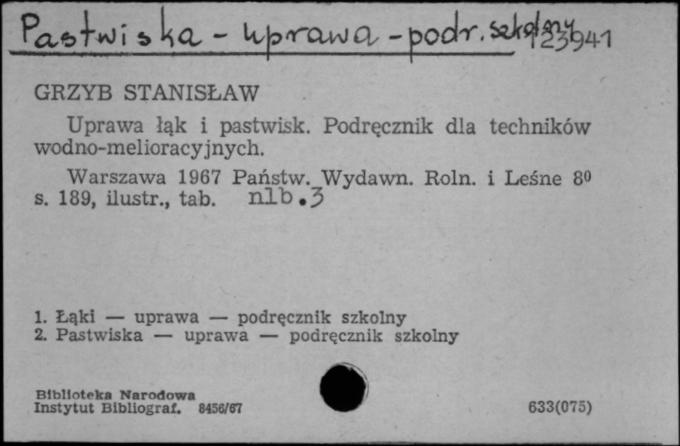 Pastwiska - uprawa - podr. szkolny
123941
GRZYB STANISŁAW
Uprawa łąk i pastwisk. Podręcznik dla techników
wodno-melioracyjnych.
Warszawa 1967 Państw. Wydawn. Roln. i Leśne 8⁰
s. 189, ilustr., tab. nlb. 3
1. Łąki — uprawa — podręcznik szkolny
2. Pastwiska — uprawa — podręcznik szkolny
Biblioteka Narodowa
Instytut Bibliograf. 8456/67
633(075)